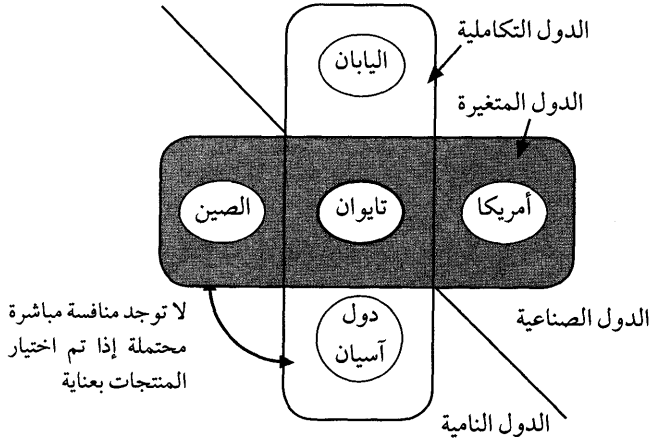 الدول التكاملية
اليابان
الدول المتغيرة
أمريكا
تايوان
الصين
لا توجد منافسة مباشرة
محتملة إذا تم اختيار
المنتجات بعناية
دول
آسيان
الدول الصناعية
الدول النامية